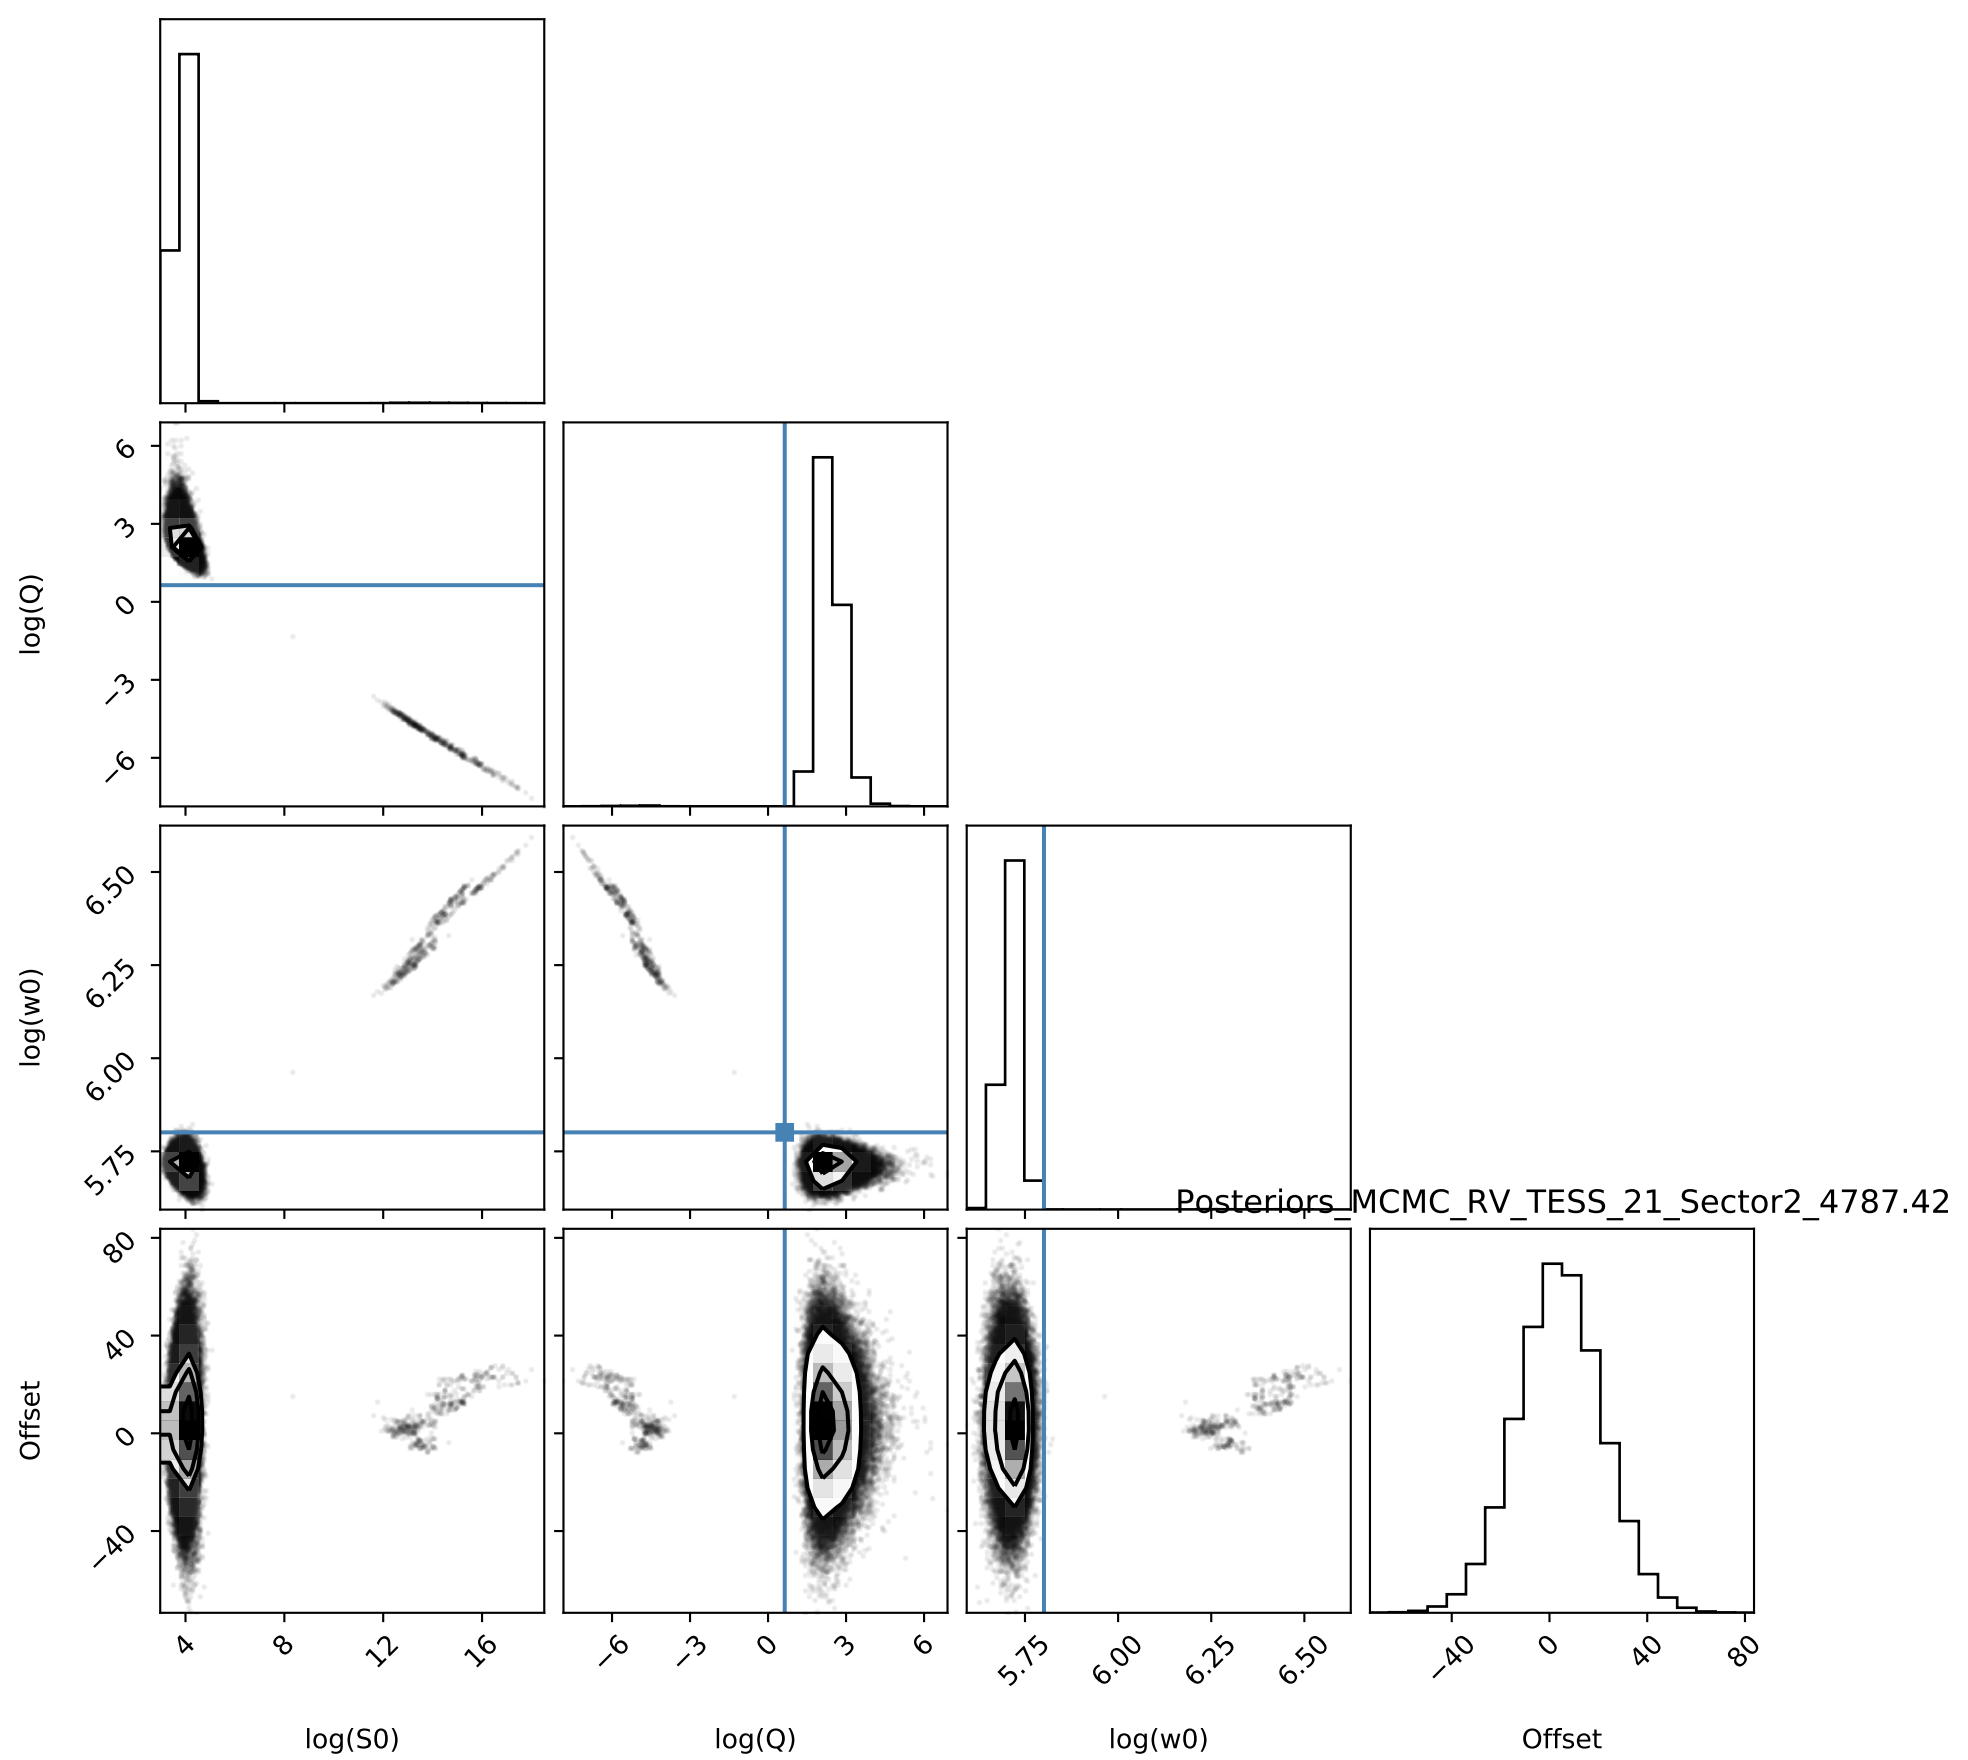 6
3
0
−3
−6
log(Q)
6.50
6.25
6.00
5.75
log(w0)
Posteriors_MCMC_RV_TESS_21_Sector2_4787.42
80
40
0
−40
Offset
4 8 12 16
−6 −3 0 3 6
5.75 6.00 6.25 6.50
−40 0 40 80
log(S0) log(Q) log(w0) Offset